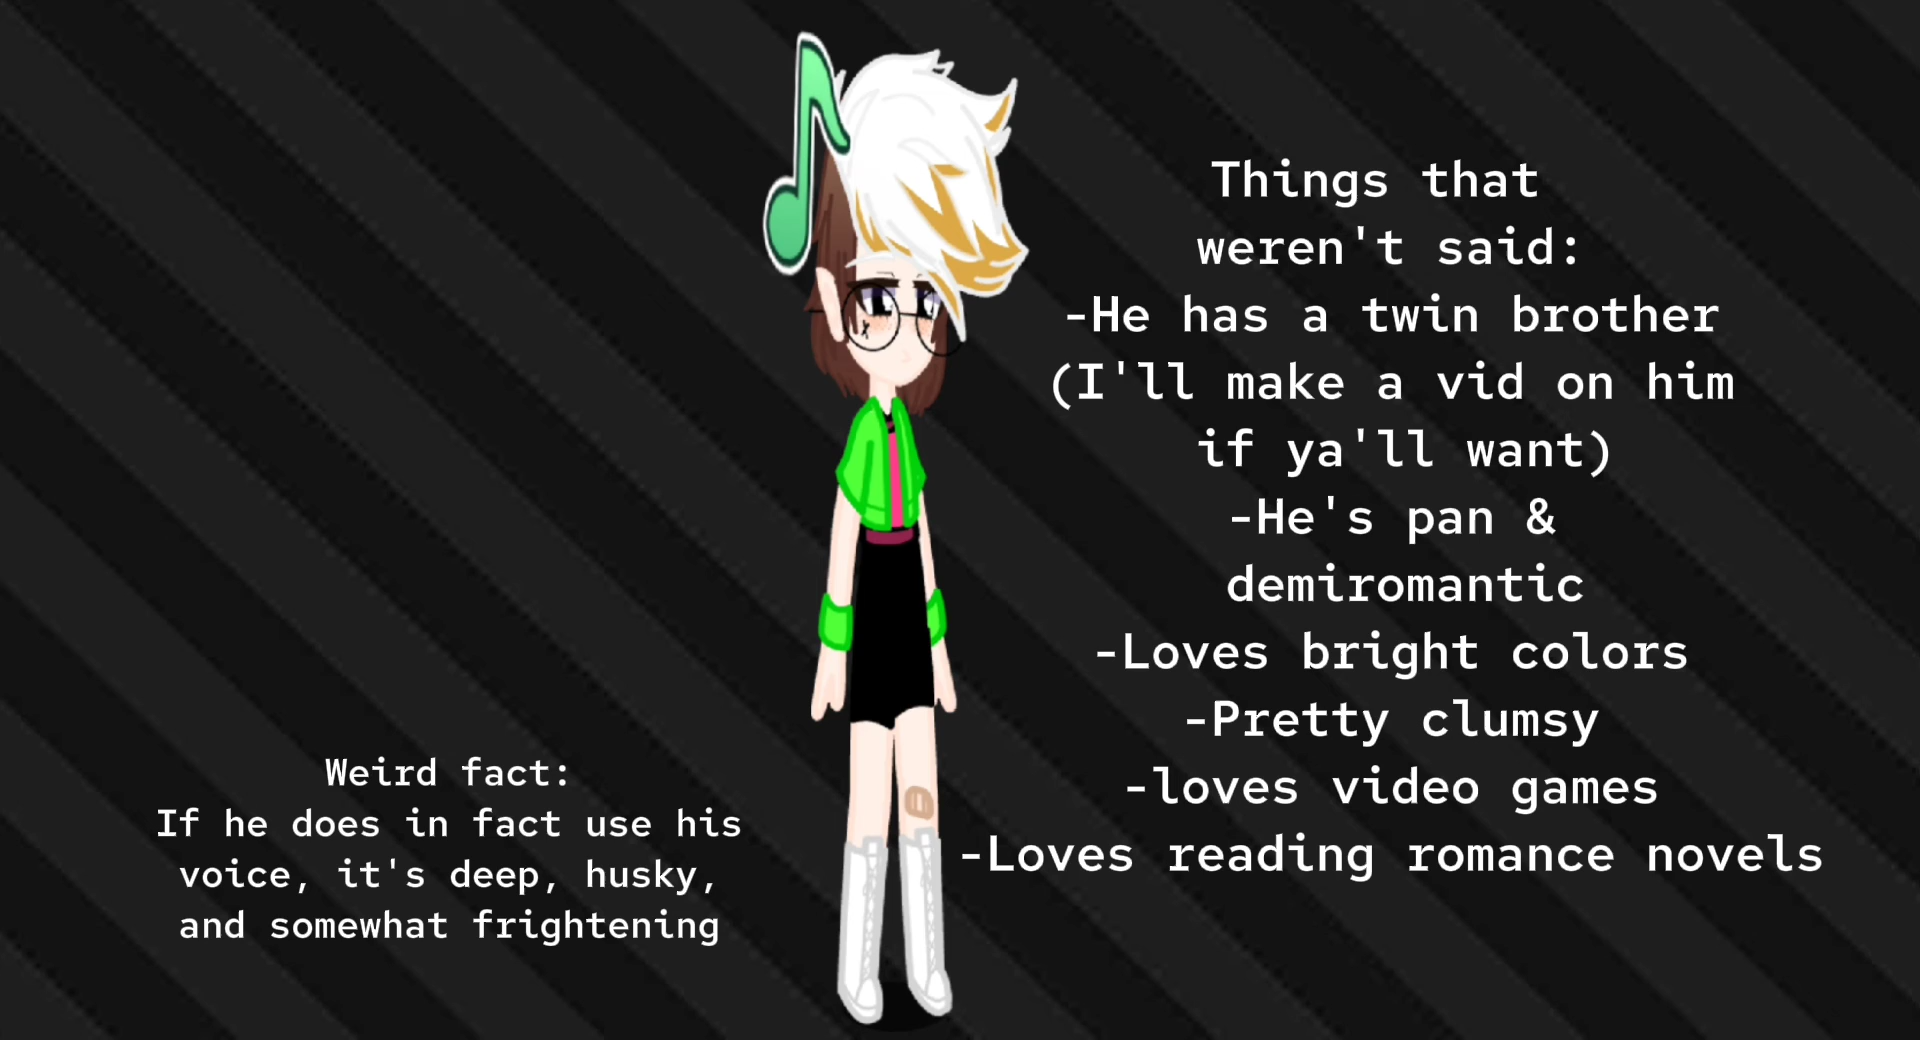 Things that
weren't said:
-He has a twin brother
(I'll make a vid on him
if ya'll want)
-He's pan &
demiromantic
-Loves bright colors
-Pretty clumsy
-loves video games
-Loves reading romance novels
Weird fact:
If he does in fact use his
voice, it's deep, husky,
and somewhat frightening